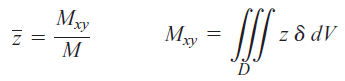 z̅ = M_xy / M    M_xy = ∭_D z δ dV